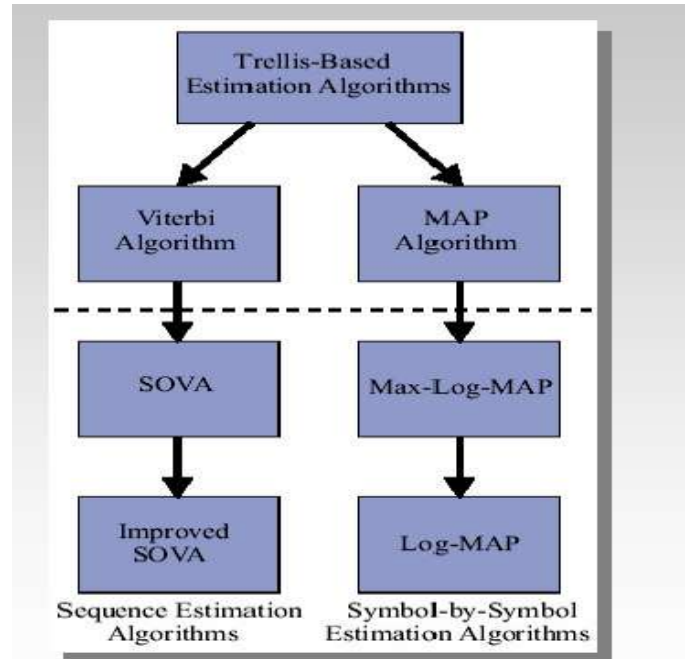 Trellis-Based
Estimation Algorithms
Viterbi
Algorithm
MAP
Algorithm
SOVA
Max-Log-MAP
Improved
SOVA
Log-MAP
Sequence Estimation
Algorithms
Symbol-by-Symbol
Estimation Algorithms